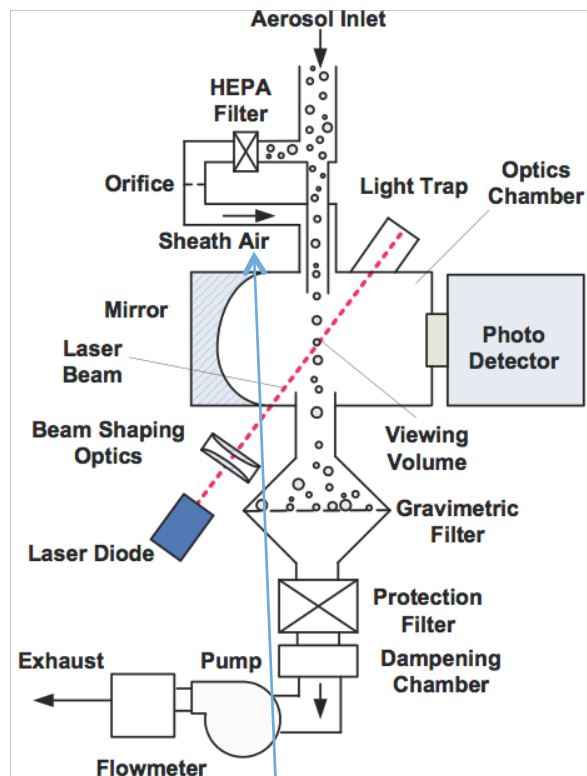 Aerosol Inlet
HEPA
Filter
Orifice
Light Trap
Optics
Chamber
Sheath Air
Mirror
Laser
Beam
Photo
Detector
Beam Shaping
Optics
Viewing
Volume
Laser Diode
Gravimetric
Filter
Protection
Filter
Exhaust
Pump
Dampening
Chamber
Flowmeter